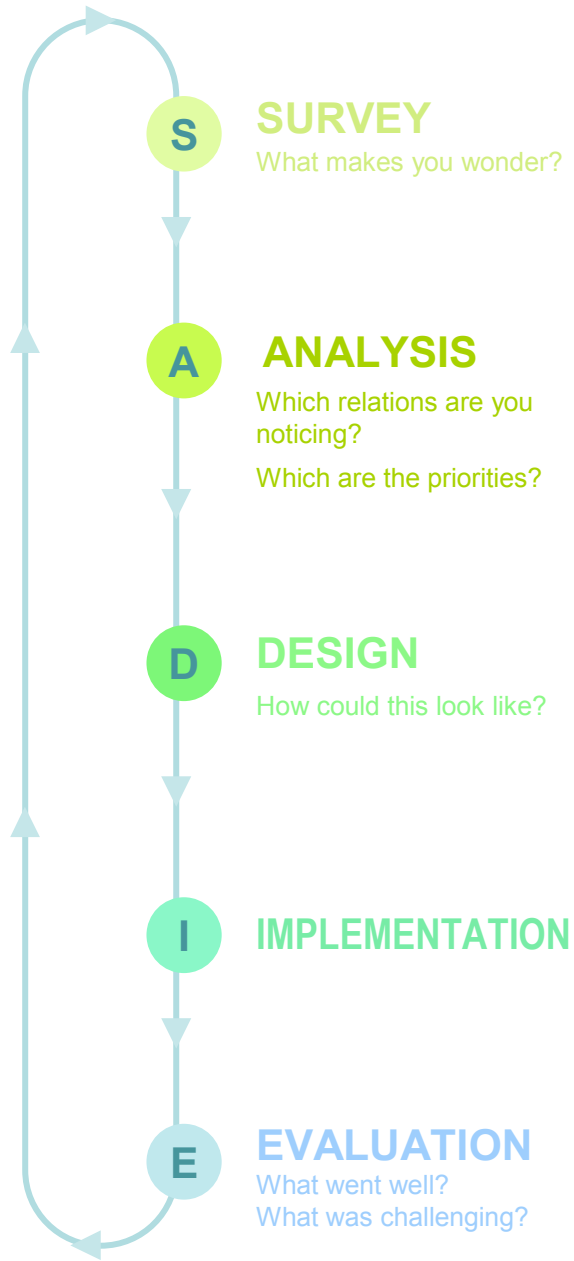 S
SURVEY
What makes you wonder?
A
ANALYSIS
Which relations are you
noticing?
Which are the priorities?
D
DESIGN
How could this look like?
I
IMPLEMENTATION
E
EVALUATION
What went well?
What was challenging?